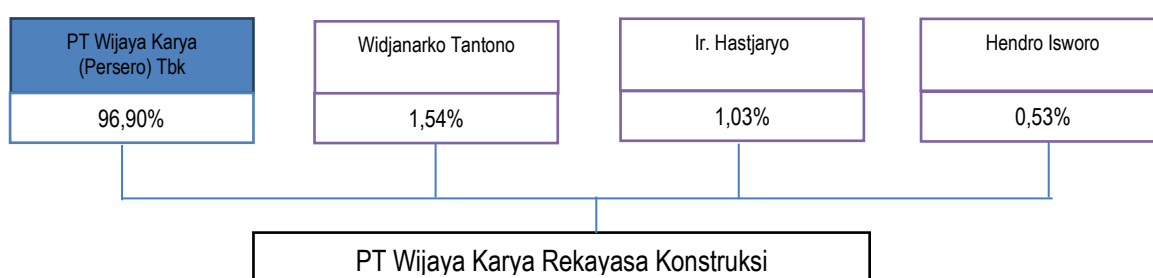 PT Wijaya Karya
(Persero) Tbk
96,90%
Widjanarko Tantono
1,54%
Ir. Hastjaryo
1,03%
Hendro Isworo
0,53%
PT Wijaya Karya Rekayasa Konstruksi